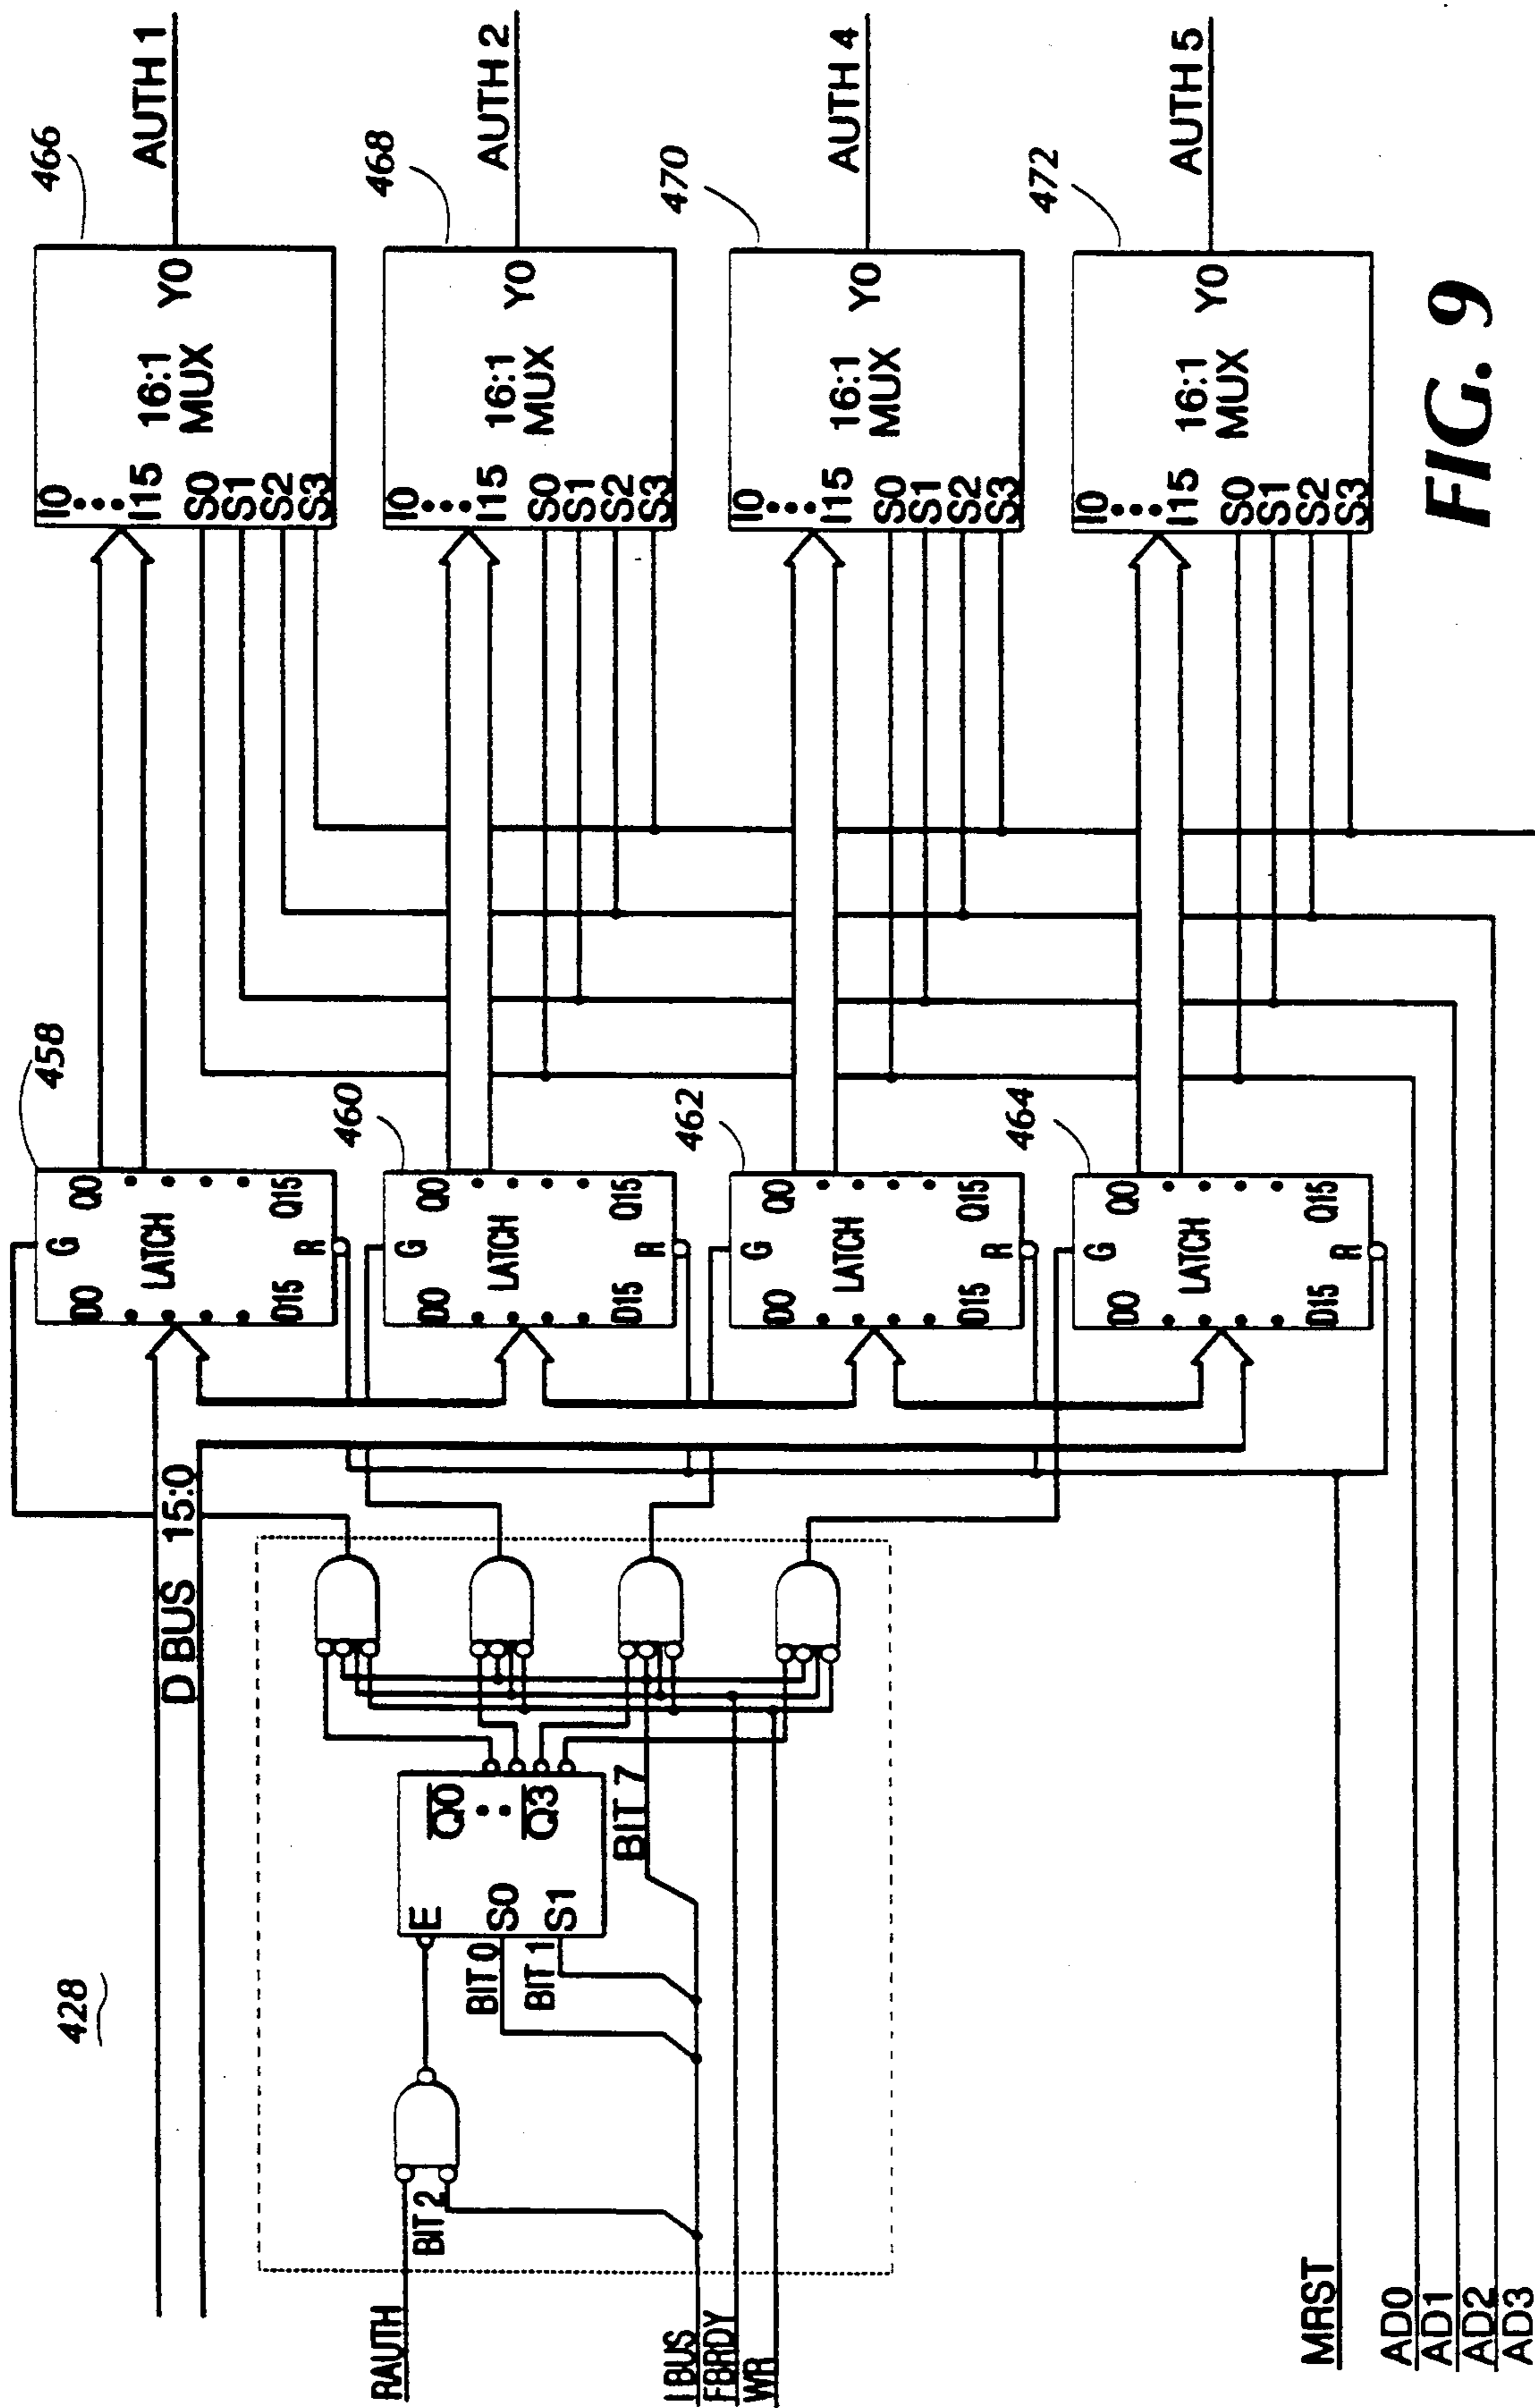 428
D BUS 15:0
RAUTH
BIT 2
E
BIT 0
S0
BIT 1
S1
Q0
Q3
BIT 7
I BUS
FBRDY
WR
MRST
AD0
AD1
AD2
AD3
458
G
D0 Q0
LATCH
D15 Q15
R
460
G
D0 Q0
LATCH
D15 Q15
R
462
G
D0 Q0
LATCH
D15 Q15
R
464
G
D0 Q0
LATCH
D15 Q15
R
466
I0
I15
16:1
MUX
Y0
S0
S1
S2
S3
AUTH 1
468
I0
I15
16:1
MUX
Y0
S0
S1
S2
S3
AUTH 2
470
I0
I15
16:1
MUX
Y0
S0
S1
S2
S3
AUTH 4
472
I0
I15
16:1
MUX
Y0
S0
S1
S2
S3
AUTH 5
FIG. 9